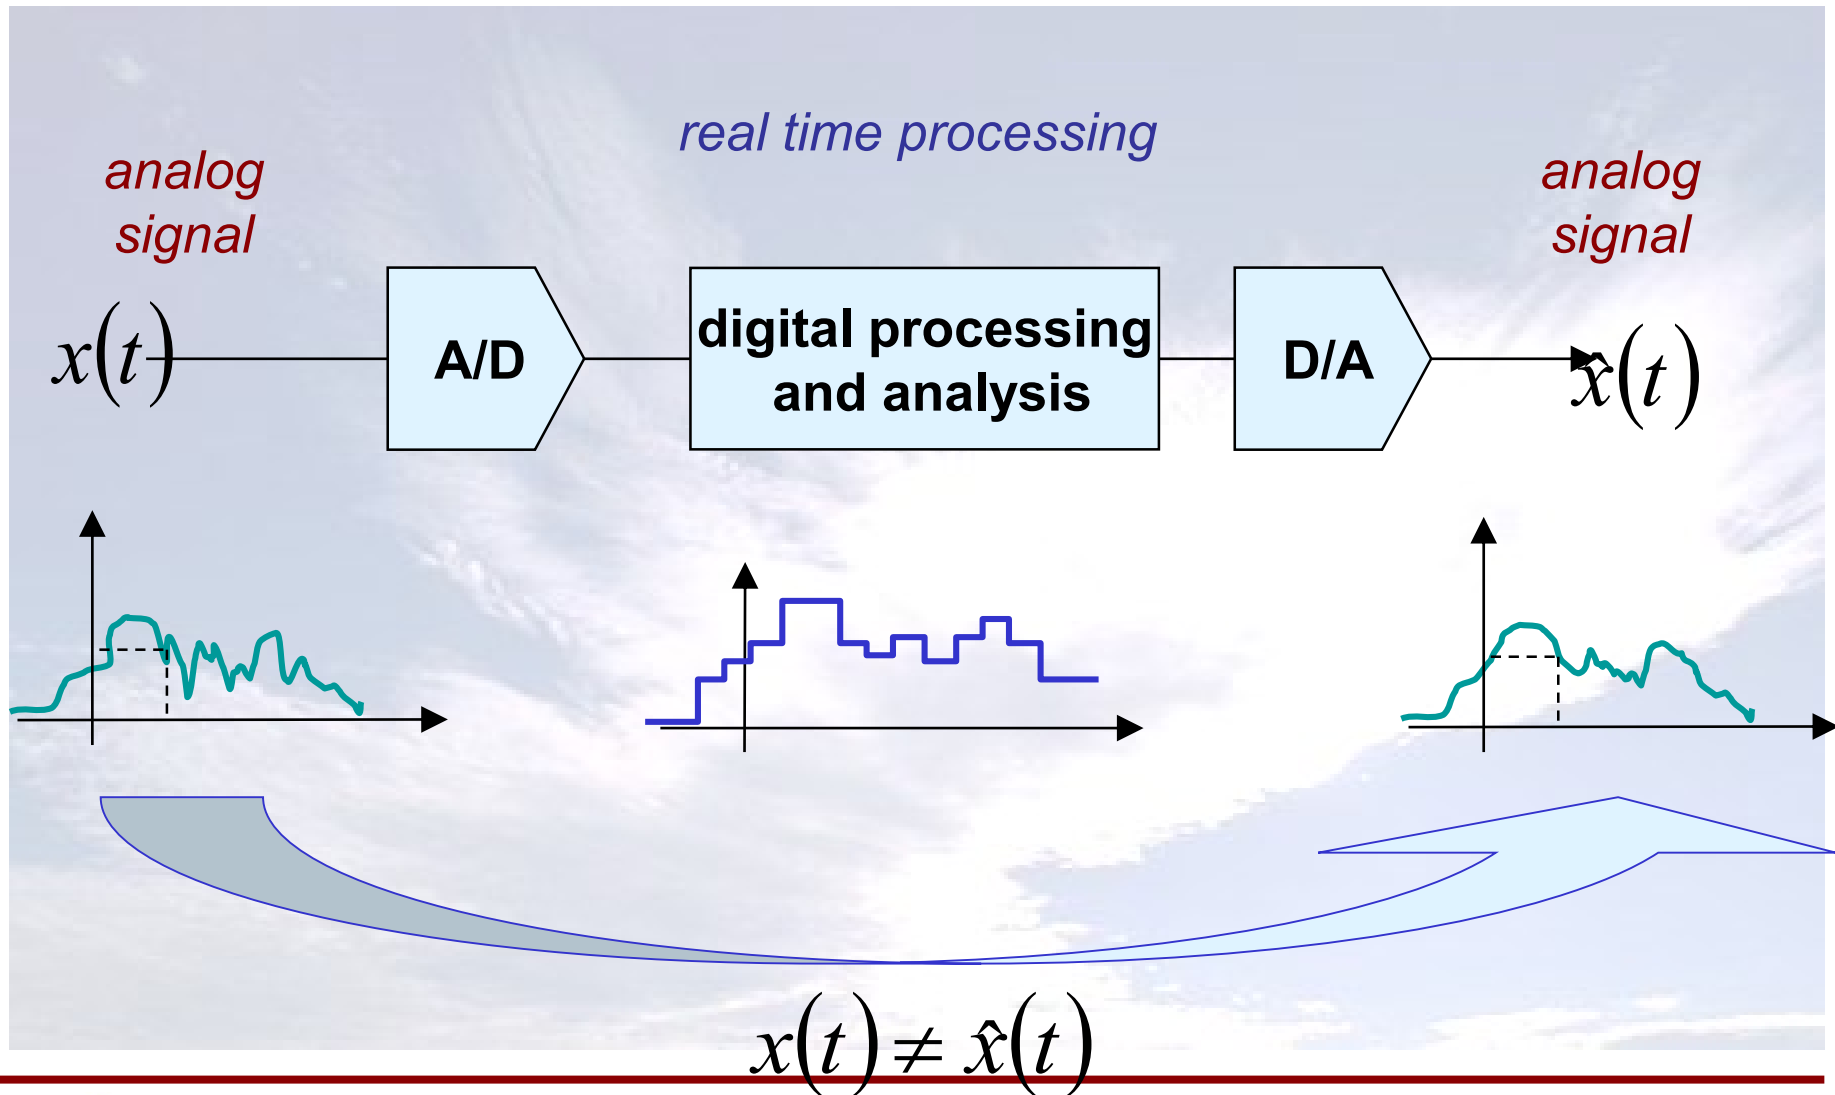 real time processing
analog
signal
analog
signal
x(t)
A/D
digital processing
and analysis
D/A
x̂(t)
x(t) ≠ x̂(t)